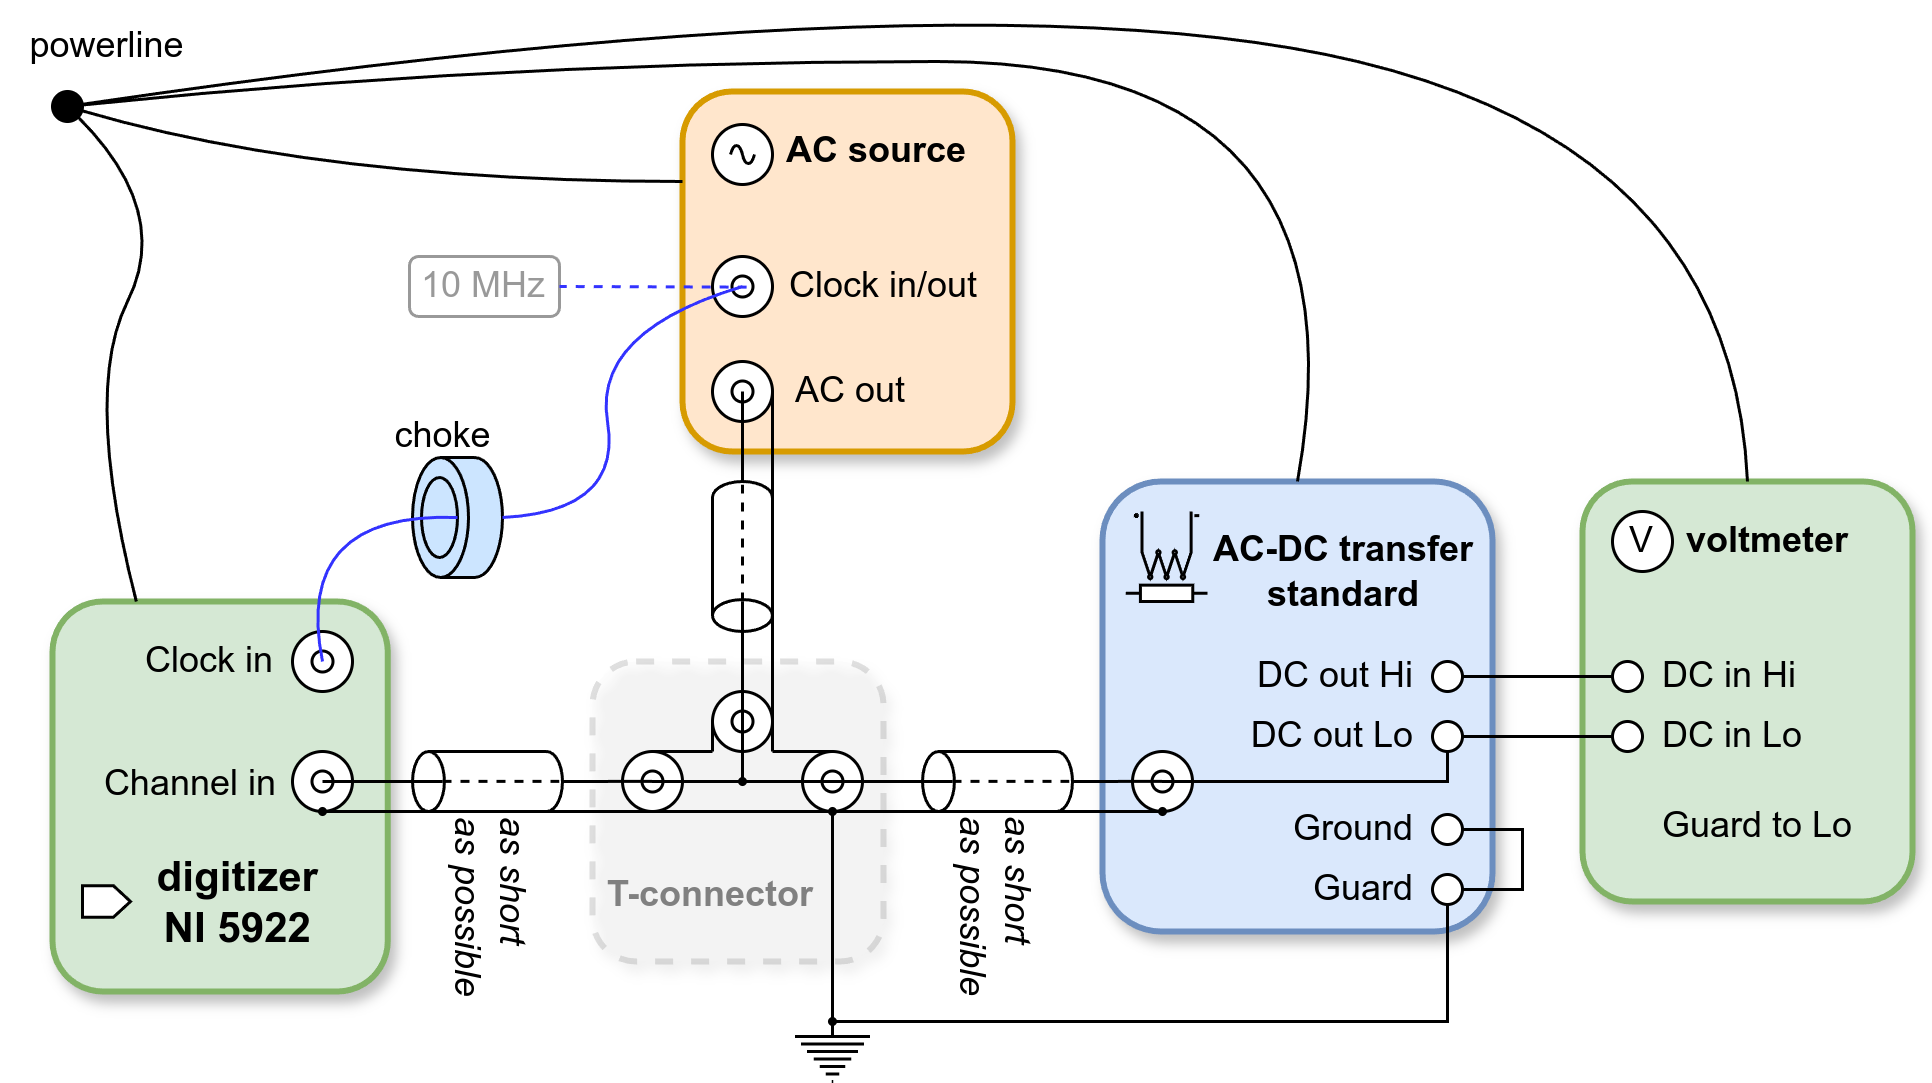 powerline
AC source
10 MHz
Clock in/out
AC out
choke
AC-DC transfer
standard
V
voltmeter
Clock in
DC out Hi
DC in Hi
DC out Lo
DC in Lo
Channel in
as short
as possible
as short
as possible
Ground
Guard to Lo
digitizer
NI 5922
T-connector
Guard